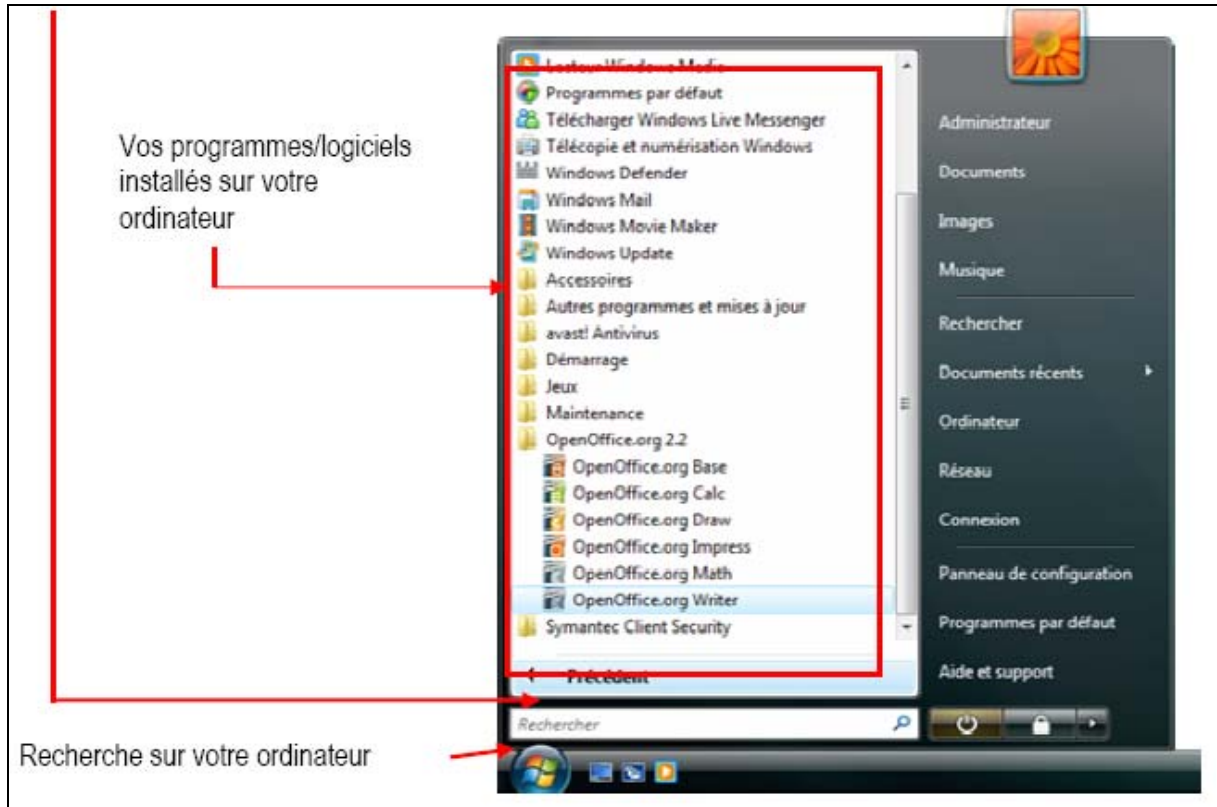 Vos programmes/logiciels
installés sur votre
ordinateur
Recherche sur votre ordinateur
Lecteur Windows Media
Programmes par défaut
Télécharger Windows Live Messenger
Télécopie et numérisation Windows
Windows Defender
Windows Mail
Windows Movie Maker
Windows Update
Accessoires
Autres programmes et mises à jour
avast! Antivirus
Démarrage
Jeux
Maintenance
OpenOffice.org 2.2
OpenOffice.org Base
OpenOffice.org Calc
OpenOffice.org Draw
OpenOffice.org Impress
OpenOffice.org Math
OpenOffice.org Writer
Symantec Client Security
Précédent
Rechercher
Administrateur
Documents
Images
Musique
Rechercher
Documents récents
Ordinateur
Réseau
Connexion
Panneau de configuration
Programmes par défaut
Aide et support